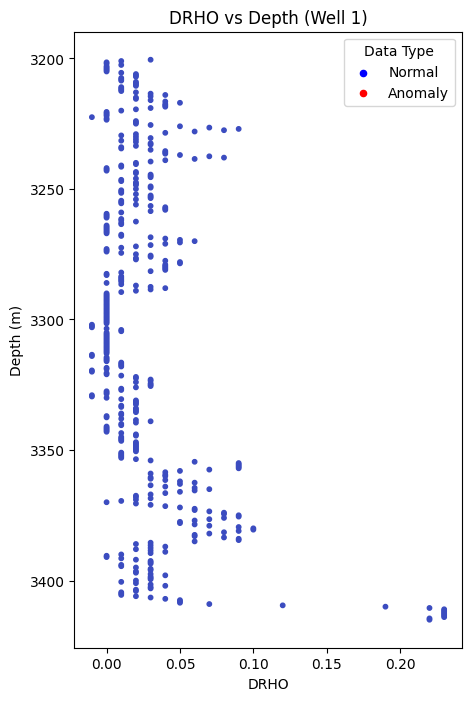 DRHO vs Depth (Well 1)
Data Type
Normal
Anomaly
3200
3250
3300
3350
3400
Depth (m)
0.00
0.05
0.10
0.15
0.20
DRHO